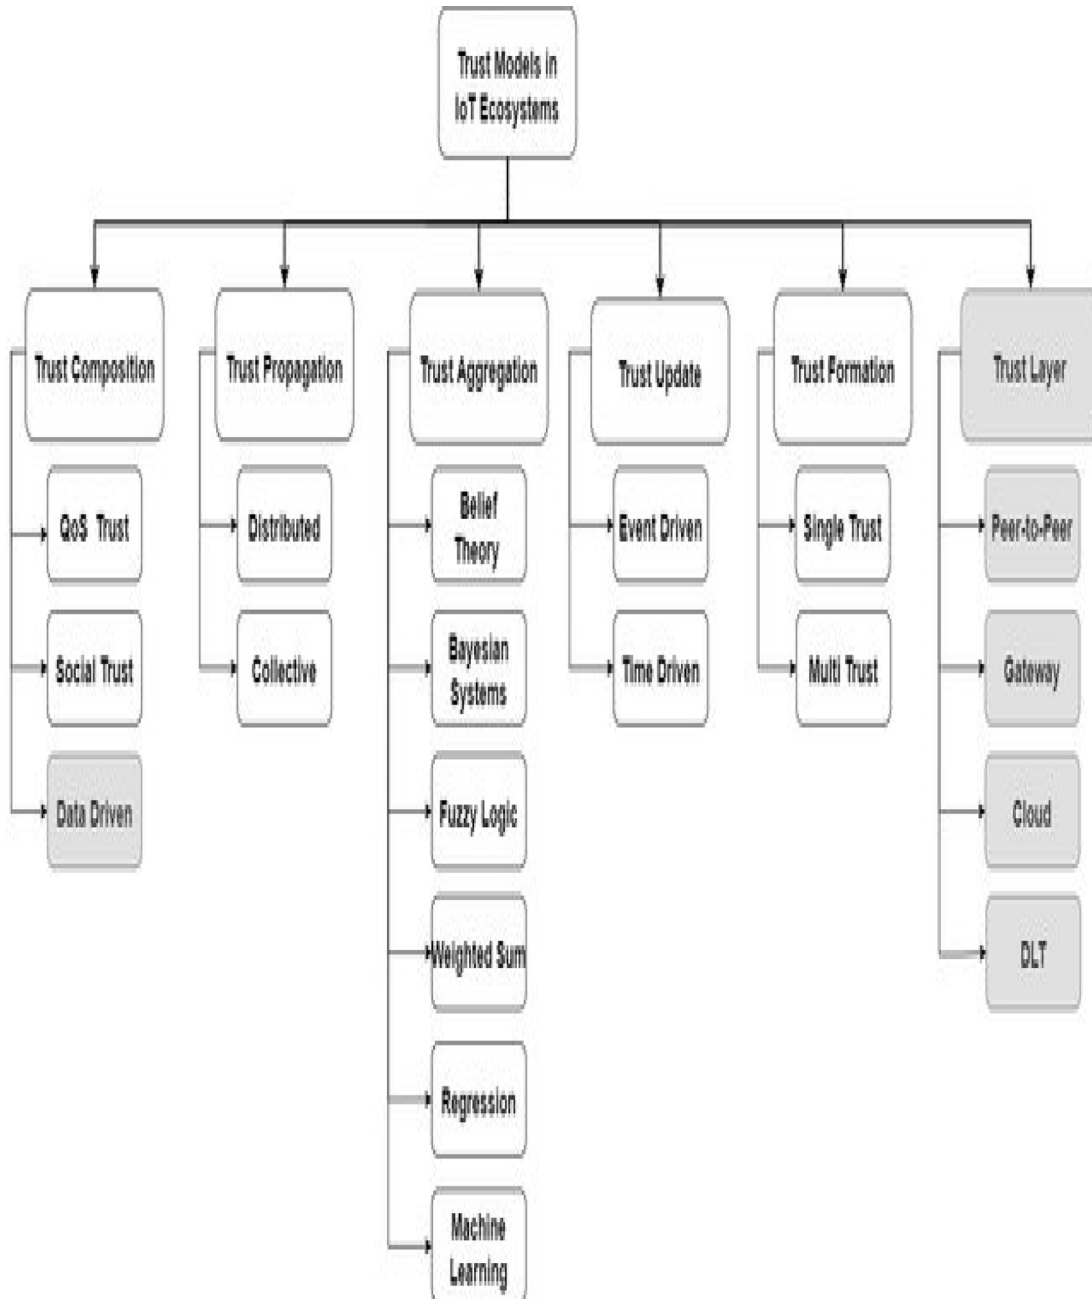 Trust Models in
IoT Ecosystems
Trust Composition
Trust Propagation
Trust Aggregation
Trust Update
Trust Formation
Trust Layer
QoS Trust
Social Trust
Data Driven
Distributed
Collective
Belief
Theory
Bayesian
Systems
Fuzzy Logic
Weighted Sum
Regression
Machine
Learning
Event Driven
Time Driven
Single Trust
Multi Trust
Peer-to-Peer
Gateway
Cloud
DLT